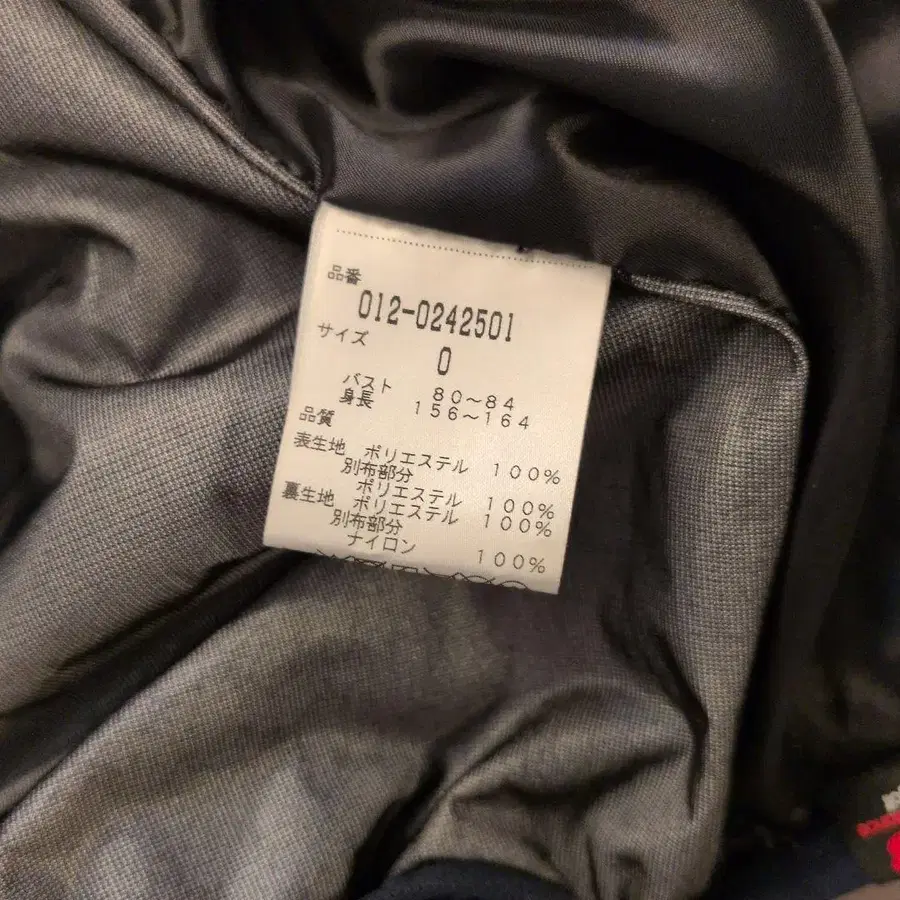 品番
012-0242501
サイズ
0
バスト 80~84
身長 156~164
品質
表生地 ポリエステル 100%
別布部分
ポリエステル 100%
裏生地 ポリエステル 100%
別布部分
ナイロン 100%